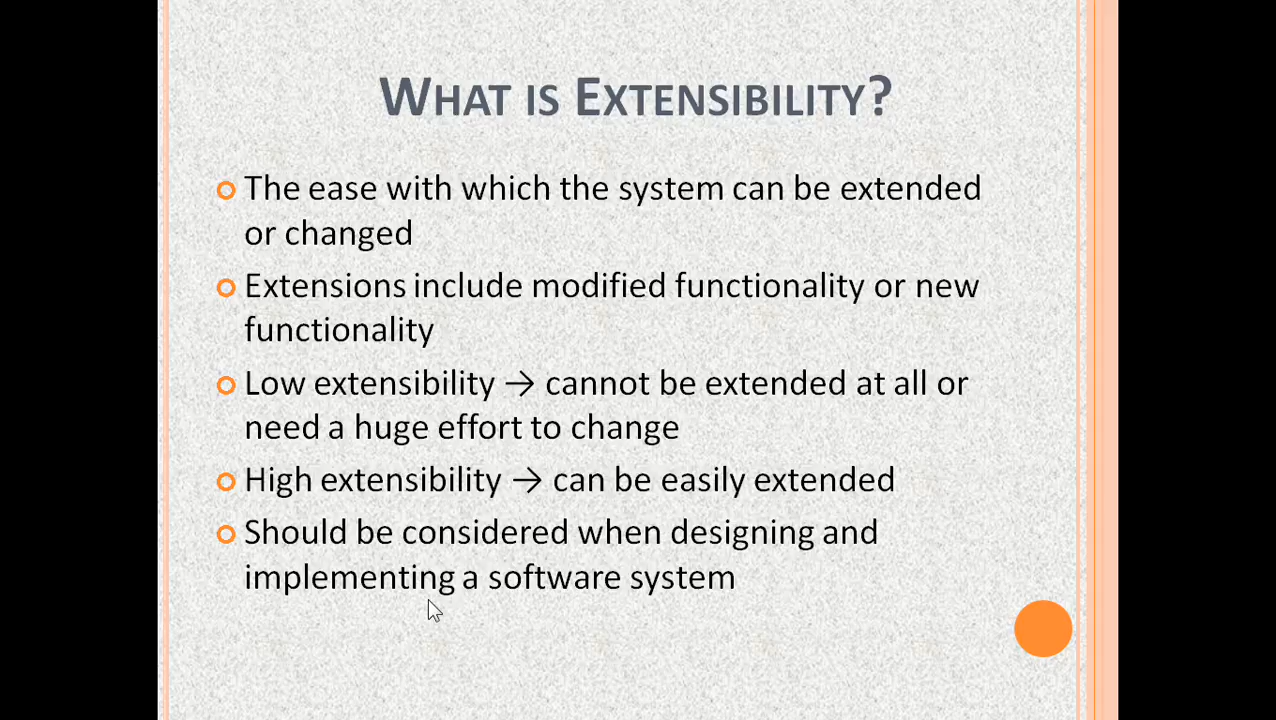 What is Extensibility?
The ease with which the system can be extended
or changed
Extensions include modified functionality or new
functionality
Low extensibility → cannot be extended at all or
need a huge effort to change
High extensibility → can be easily extended
Should be considered when designing and
implementing a software system